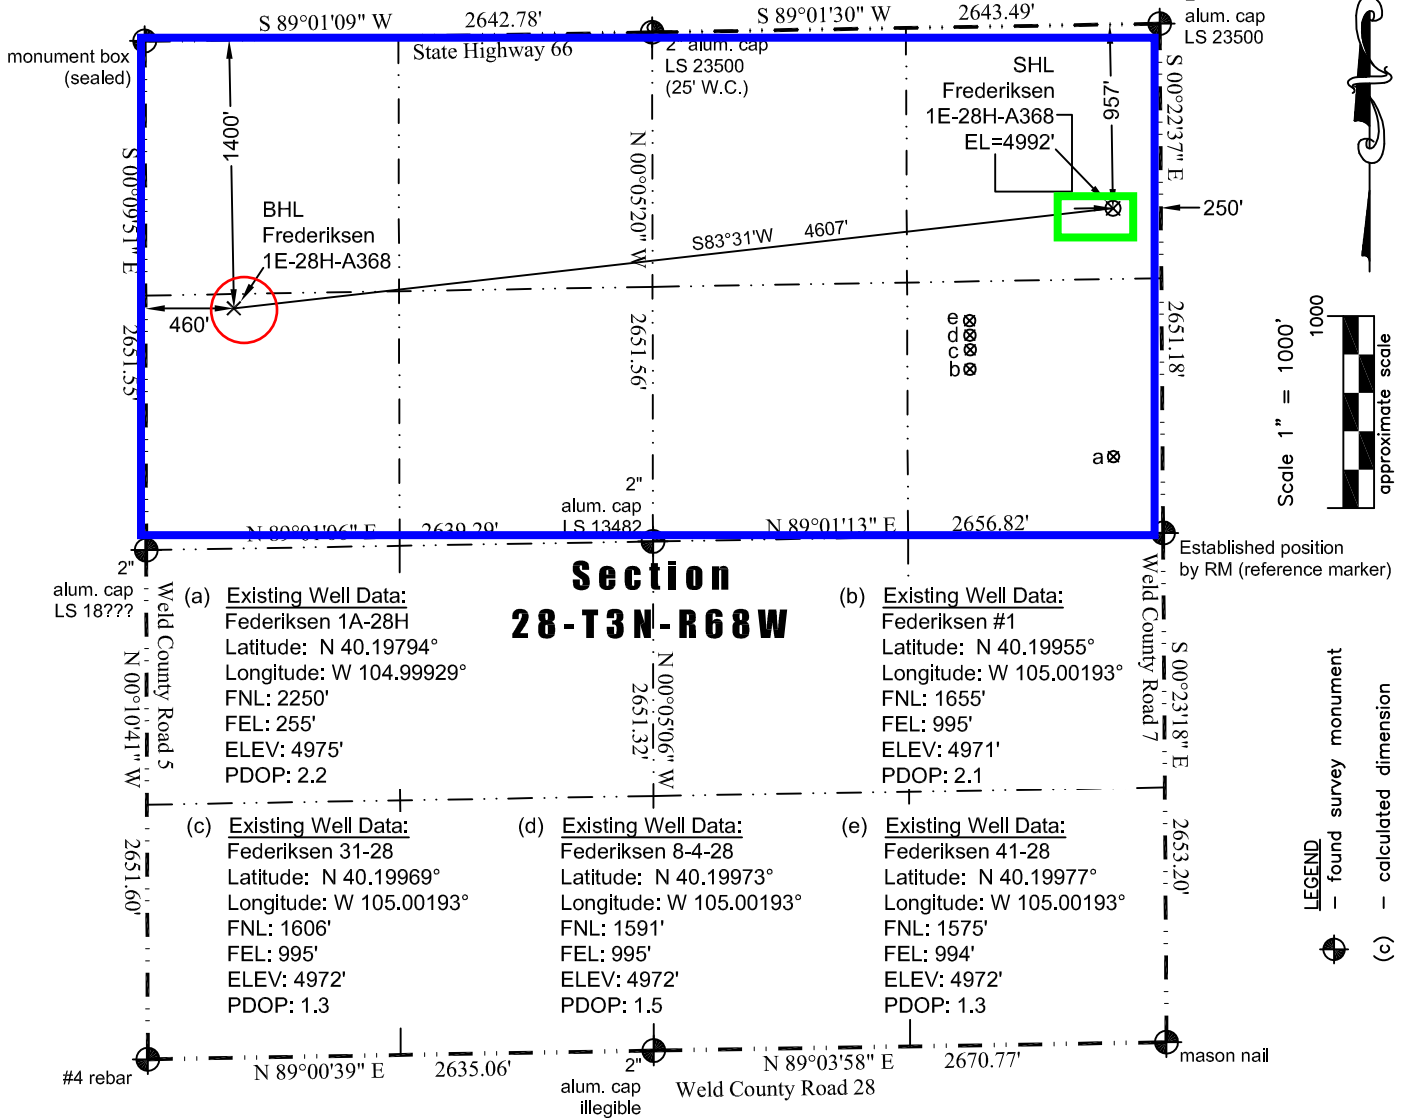 S 89°01'09" W 2642.78'
S 89°01'30" W 2643.49'
alum. cap
LS 23500
monument box
(sealed)
State Highway 66
2" alum. cap
LS 23500
(25' W.C.)
SHL
Frederiksen
1E-28H-A368
EL=4992'
957'
1400'
S 00°22'37" E
2651.18'
250'
S 00°09'51" E
2651.55'
N 00°05'20" W
2651.56'
BHL
Frederiksen
1E-28H-A368
S83°31'W 4607'
460'
e
d
c
b
a
1000
Scale 1" = 1000'
approximate scale
N 89°01'06" E 2639.29'
2"
alum. cap
LS 13482
N 89°01'13" E 2656.82'
Established position
by RM (reference marker)
2"
alum. cap
LS 18???
Section
28-T3N-R68W
Weld County Road 5
N 00°10'41" W
2651.60'
N 00°05'06" W
2651.32'
Weld County Road 7
S 00°23'18" E
2653.20'
(a) Existing Well Data:
Federiksen 1A-28H
Latitude: N 40.19794°
Longitude: W 104.99929°
FNL: 2250'
FEL: 255'
ELEV: 4975'
PDOP: 2.2
(b) Existing Well Data:
Federiksen #1
Latitude: N 40.19955°
Longitude: W 105.00193°
FNL: 1655'
FEL: 995'
ELEV: 4971'
PDOP: 2.1
(c) Existing Well Data:
Federiksen 31-28
Latitude: N 40.19969°
Longitude: W 105.00193°
FNL: 1606'
FEL: 995'
ELEV: 4972'
PDOP: 1.3
(d) Existing Well Data:
Federiksen 8-4-28
Latitude: N 40.19973°
Longitude: W 105.00193°
FNL: 1591'
FEL: 995'
ELEV: 4972'
PDOP: 1.5
(e) Existing Well Data:
Federiksen 41-28
Latitude: N 40.19977°
Longitude: W 105.00193°
FNL: 1575'
FEL: 994'
ELEV: 4972'
PDOP: 1.3
LEGEND
- found survey monument
(c) - calculated dimension
#4 rebar
N 89°00'39" E 2635.06'
2"
alum. cap
illegible
N 89°03'58" E 2670.77'
Weld County Road 28
mason nail